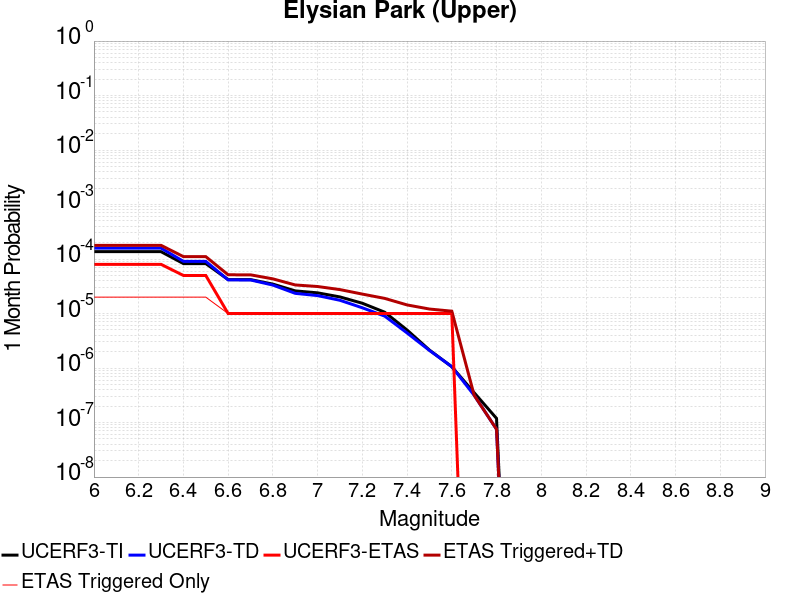 Elysian Park (Upper)
1 Month Probability
10^0
10^-1
10^-2
10^-3
10^-4
10^-5
10^-6
10^-7
10^-8
6 6.2 6.4 6.6 6.8 7 7.2 7.4 7.6 7.8 8 8.2 8.4 8.6 8.8 9
Magnitude
UCERF3-TI UCERF3-TD UCERF3-ETAS ETAS Triggered+TD
ETAS Triggered Only